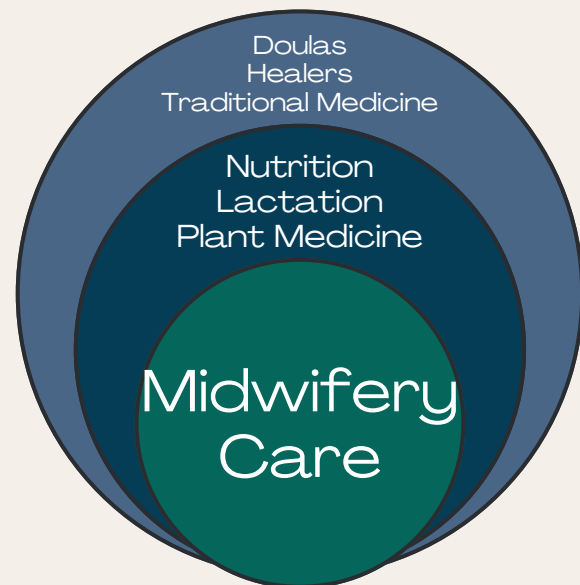 Doulas
Healers
Traditional Medicine
Nutrition
Lactation
Plant Medicine
Midwifery
Care